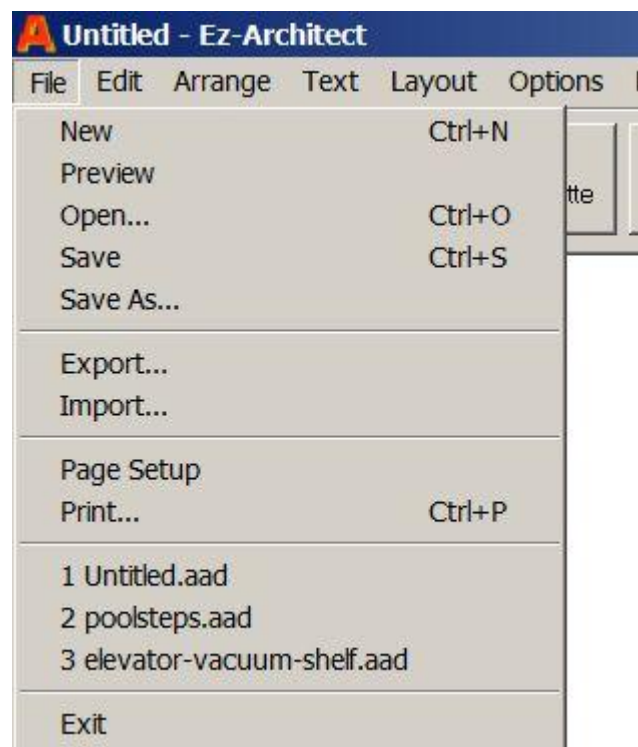 Untitled - Ez-Architect
File Edit Arrange Text Layout Options
New Ctrl+N
Preview
Open... Ctrl+O
Save Ctrl+S
Save As...
Export...
Import...
Page Setup
Print... Ctrl+P
1 Untitled.aad
2 poolsteps.aad
3 elevator-vacuum-shelf.aad
Exit